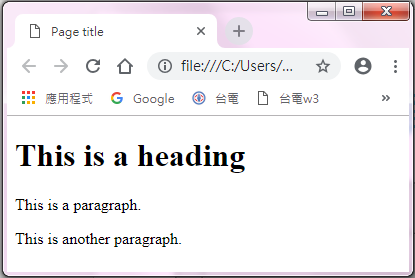 Page title
file:///C:/Users/...
應用程式 Google 台電 台電w3 »
This is a heading
This is a paragraph.
This is another paragraph.